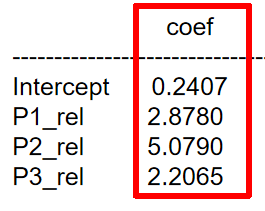 coef
--------------------------------
Intercept 0.2407
P1_rel 2.8780
P2_rel 5.0790
P3_rel 2.2065